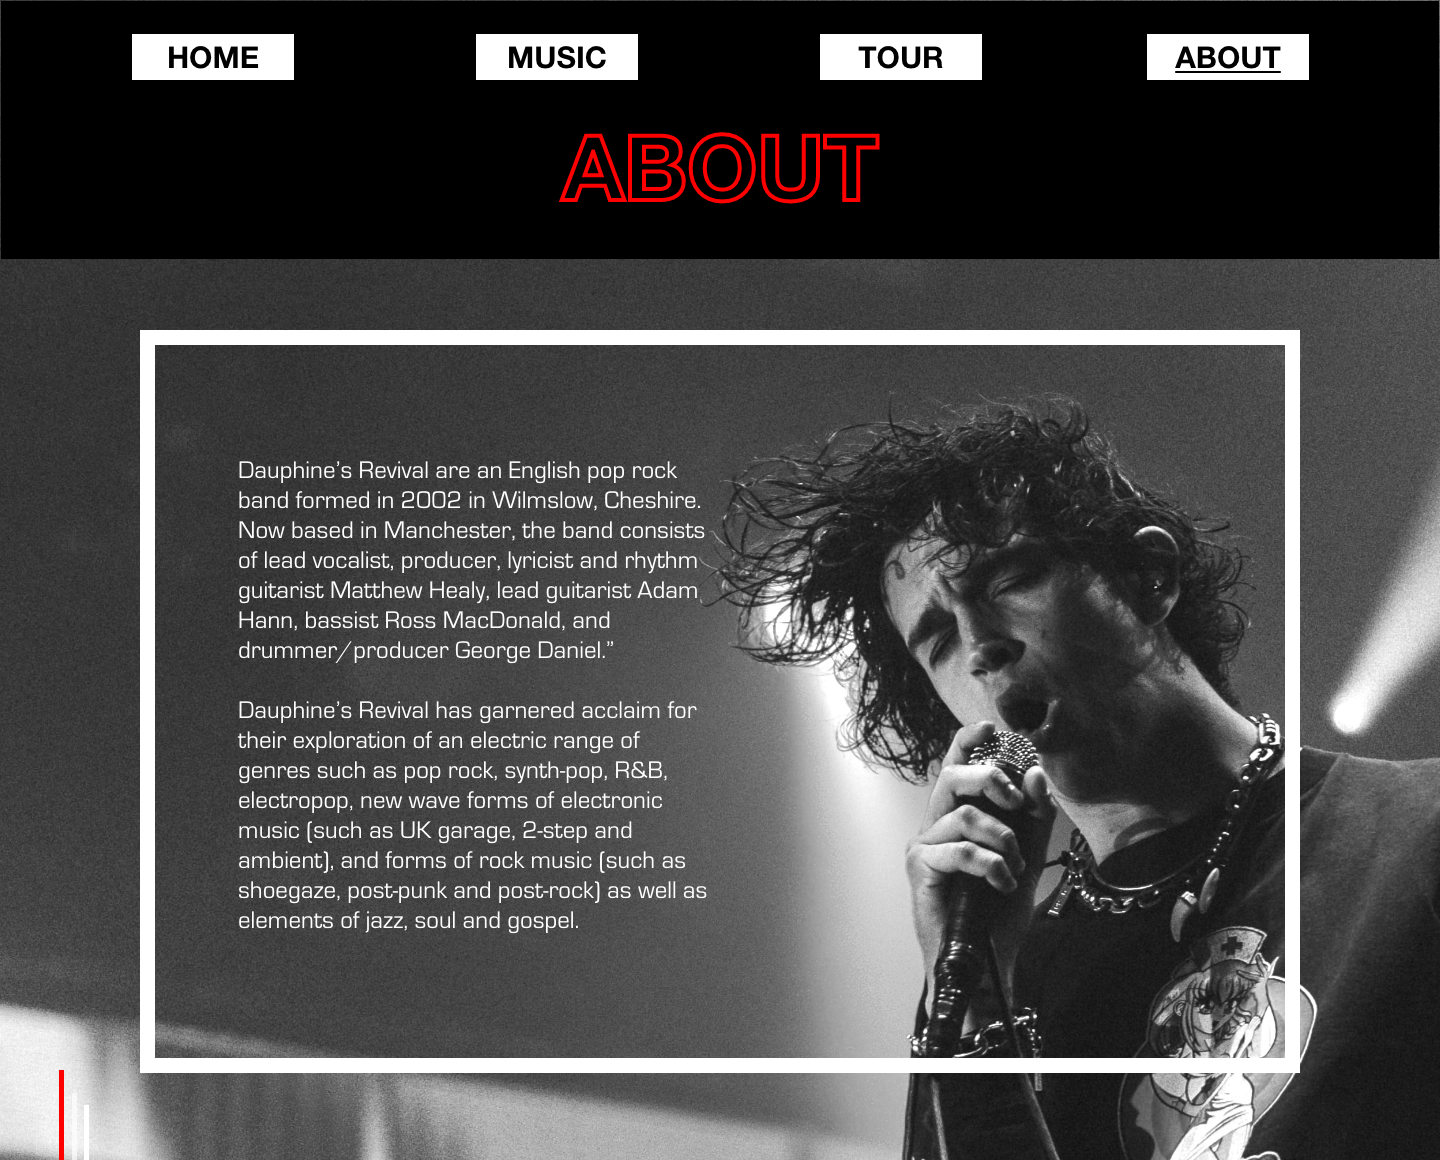 HOME
MUSIC
TOUR
ABOUT
ABOUT
Dauphine’s Revival are an English pop rock
band formed in 2002 in Wilmslow, Cheshire.
Now based in Manchester, the band consists
of lead vocalist, producer, lyricist and rhythm
guitarist Matthew Healy, lead guitarist Adam
Hann, bassist Ross MacDonald, and
drummer/producer George Daniel.”
Dauphine’s Revival has garnered acclaim for
their exploration of an electric range of
genres such as pop rock, synth-pop, R&B,
electropop, new wave forms of electronic
music (such as UK garage, 2-step and
ambient), and forms of rock music (such as
shoegaze, post-punk and post-rock) as well as
elements of jazz, soul and gospel.